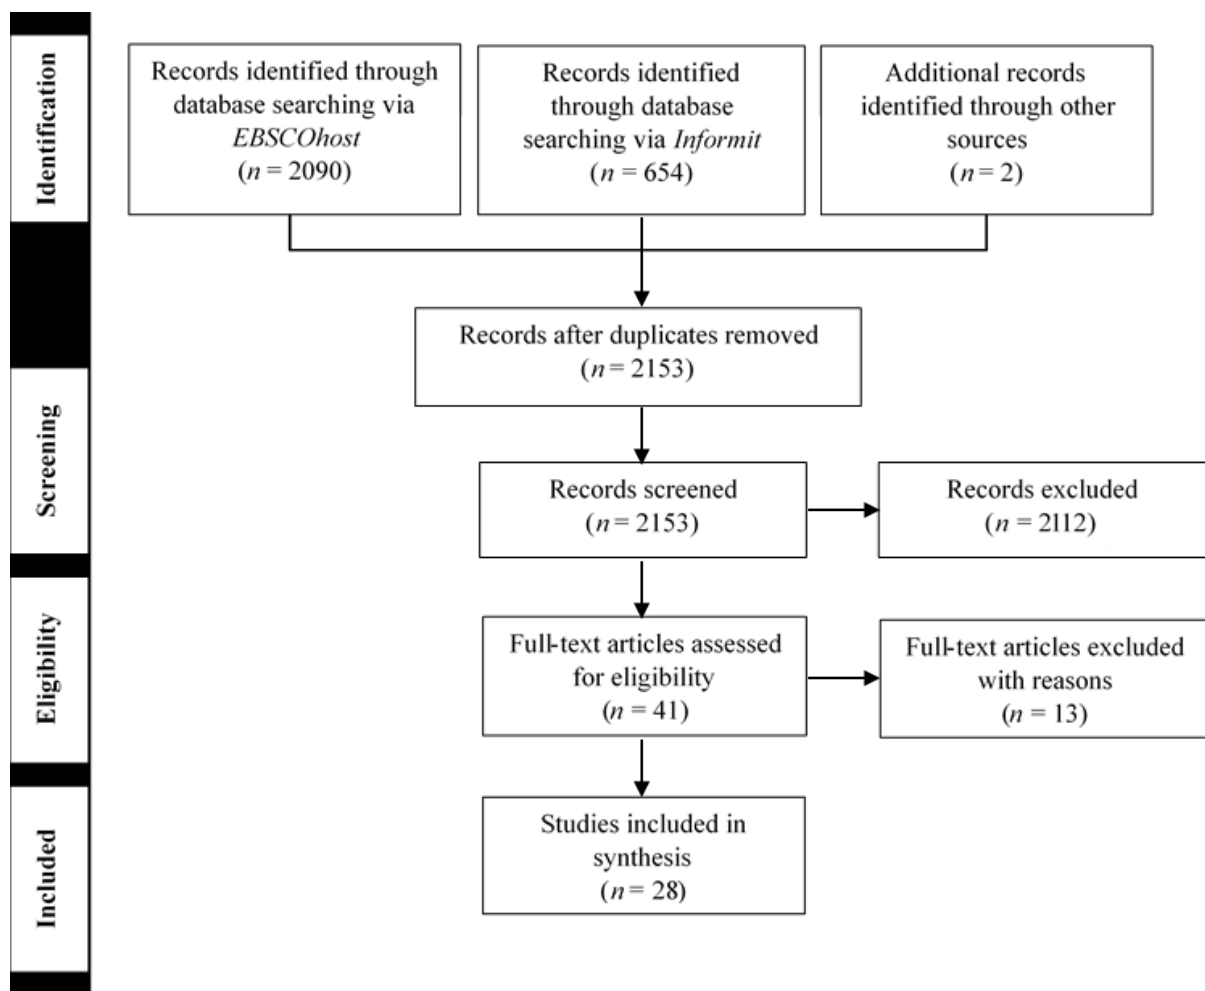 Identification
Records identified through
database searching via
EBSCOhost
(n = 2090)
Records identified
through database
searching via Informit
(n = 654)
Additional records
identified through other
sources
(n = 2)
Records after duplicates removed
(n = 2153)
Screening
Records screened
(n = 2153)
Records excluded
(n = 2112)
Eligibility
Full-text articles assessed
for eligibility
(n = 41)
Full-text articles excluded
with reasons
(n = 13)
Included
Studies included in
synthesis
(n = 28)